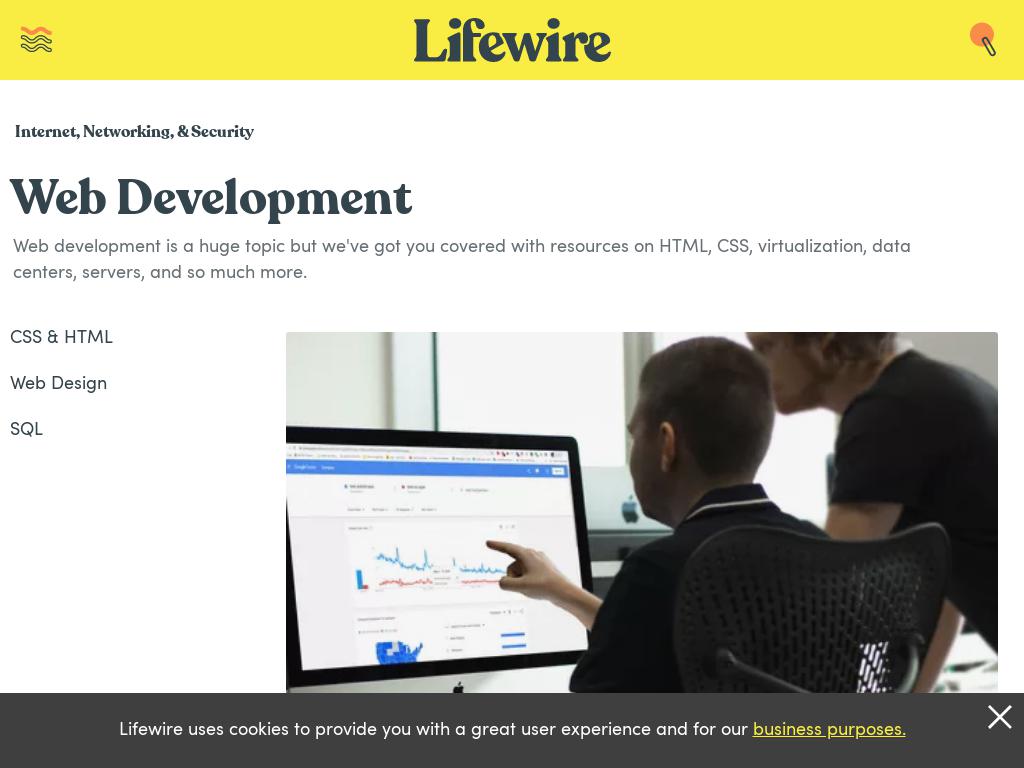 Lifewire
Internet, Networking, & Security
Web Development
Web development is a huge topic but we've got you covered with resources on HTML, CSS, virtualization, data
centers, servers, and so much more.
CSS & HTML
Web Design
SQL
Lifewire uses cookies to provide you with a great user experience and for our business purposes.